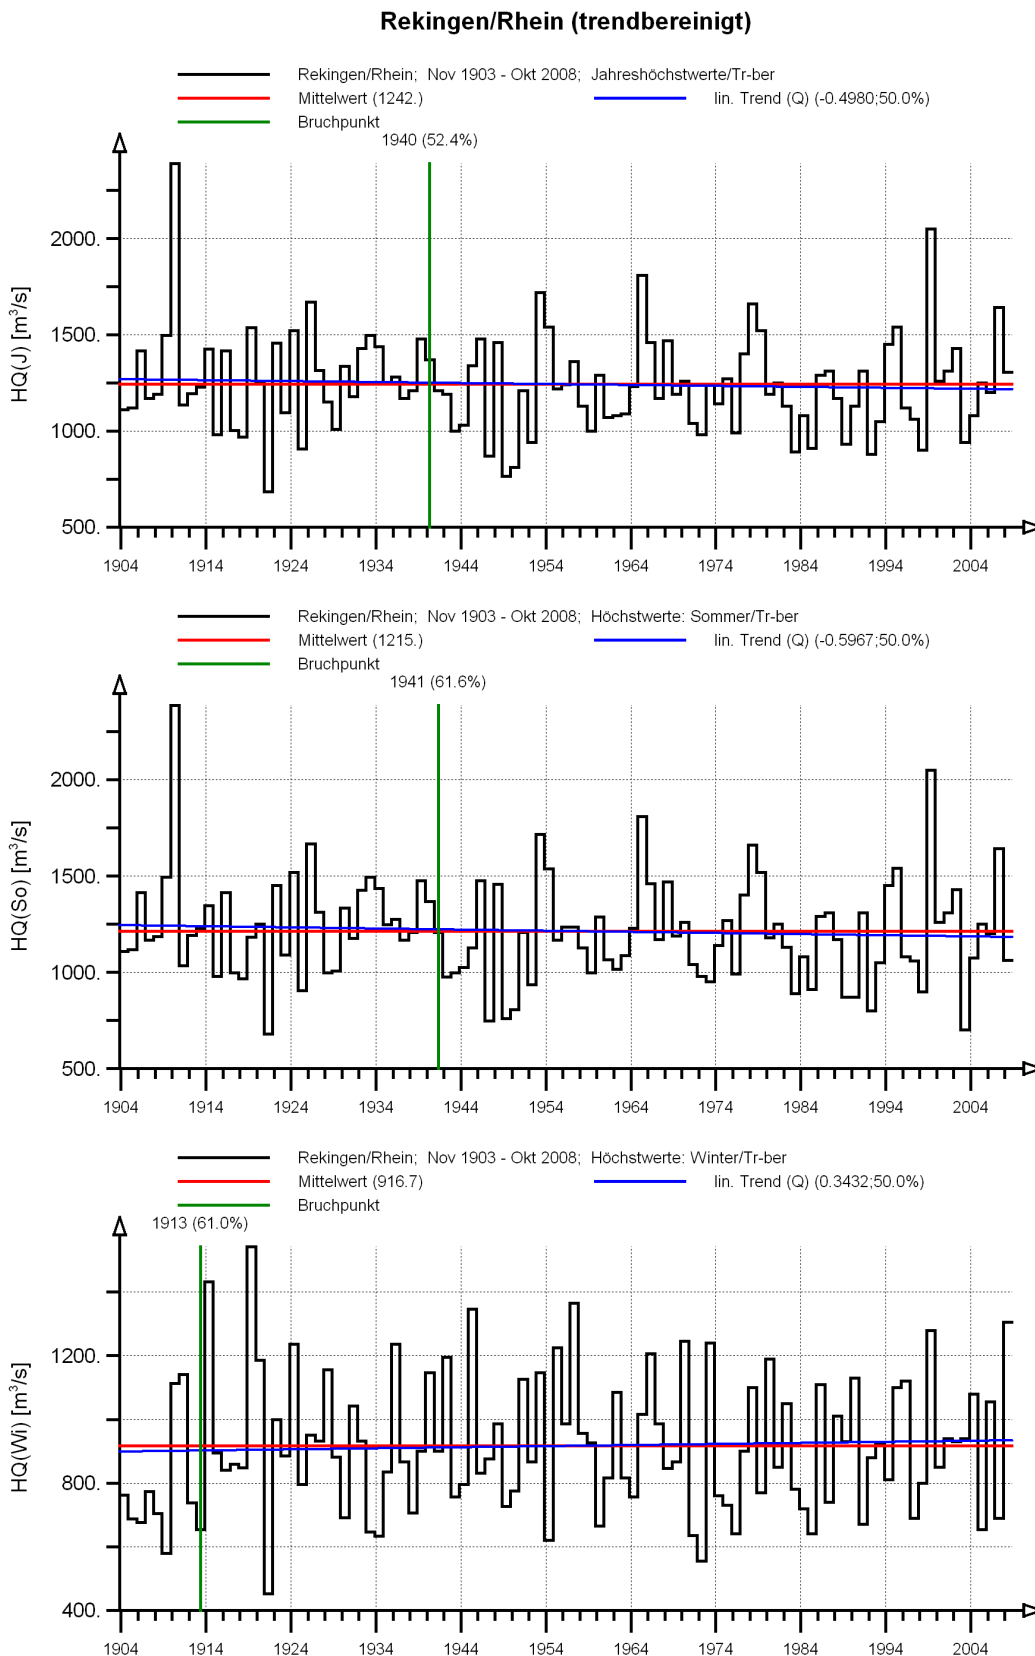 Rekingen/Rhein (trendbereinigt)
Rekingen/Rhein; Nov 1903 - Okt 2008; Jahreshöchstwerte/Tr-ber
Mittelwert (1242.) lin. Trend (Q) (-0.4980;50.0%)
Bruchpunkt
1940 (52.4%)
HQ(J) [m³/s]
2000.
1500.
1000.
500.
1904 1914 1924 1934 1944 1954 1964 1974 1984 1994 2004
Rekingen/Rhein; Nov 1903 - Okt 2008; Höchstwerte: Sommer/Tr-ber
Mittelwert (1215.) lin. Trend (Q) (-0.5967;50.0%)
Bruchpunkt
1941 (61.6%)
HQ(So) [m³/s]
2000.
1500.
1000.
500.
1904 1914 1924 1934 1944 1954 1964 1974 1984 1994 2004
Rekingen/Rhein; Nov 1903 - Okt 2008; Höchstwerte: Winter/Tr-ber
Mittelwert (916.7) lin. Trend (Q) (0.3432;50.0%)
Bruchpunkt
1913 (61.0%)
HQ(Wi) [m³/s]
1200.
800.
400.
1904 1914 1924 1934 1944 1954 1964 1974 1984 1994 2004